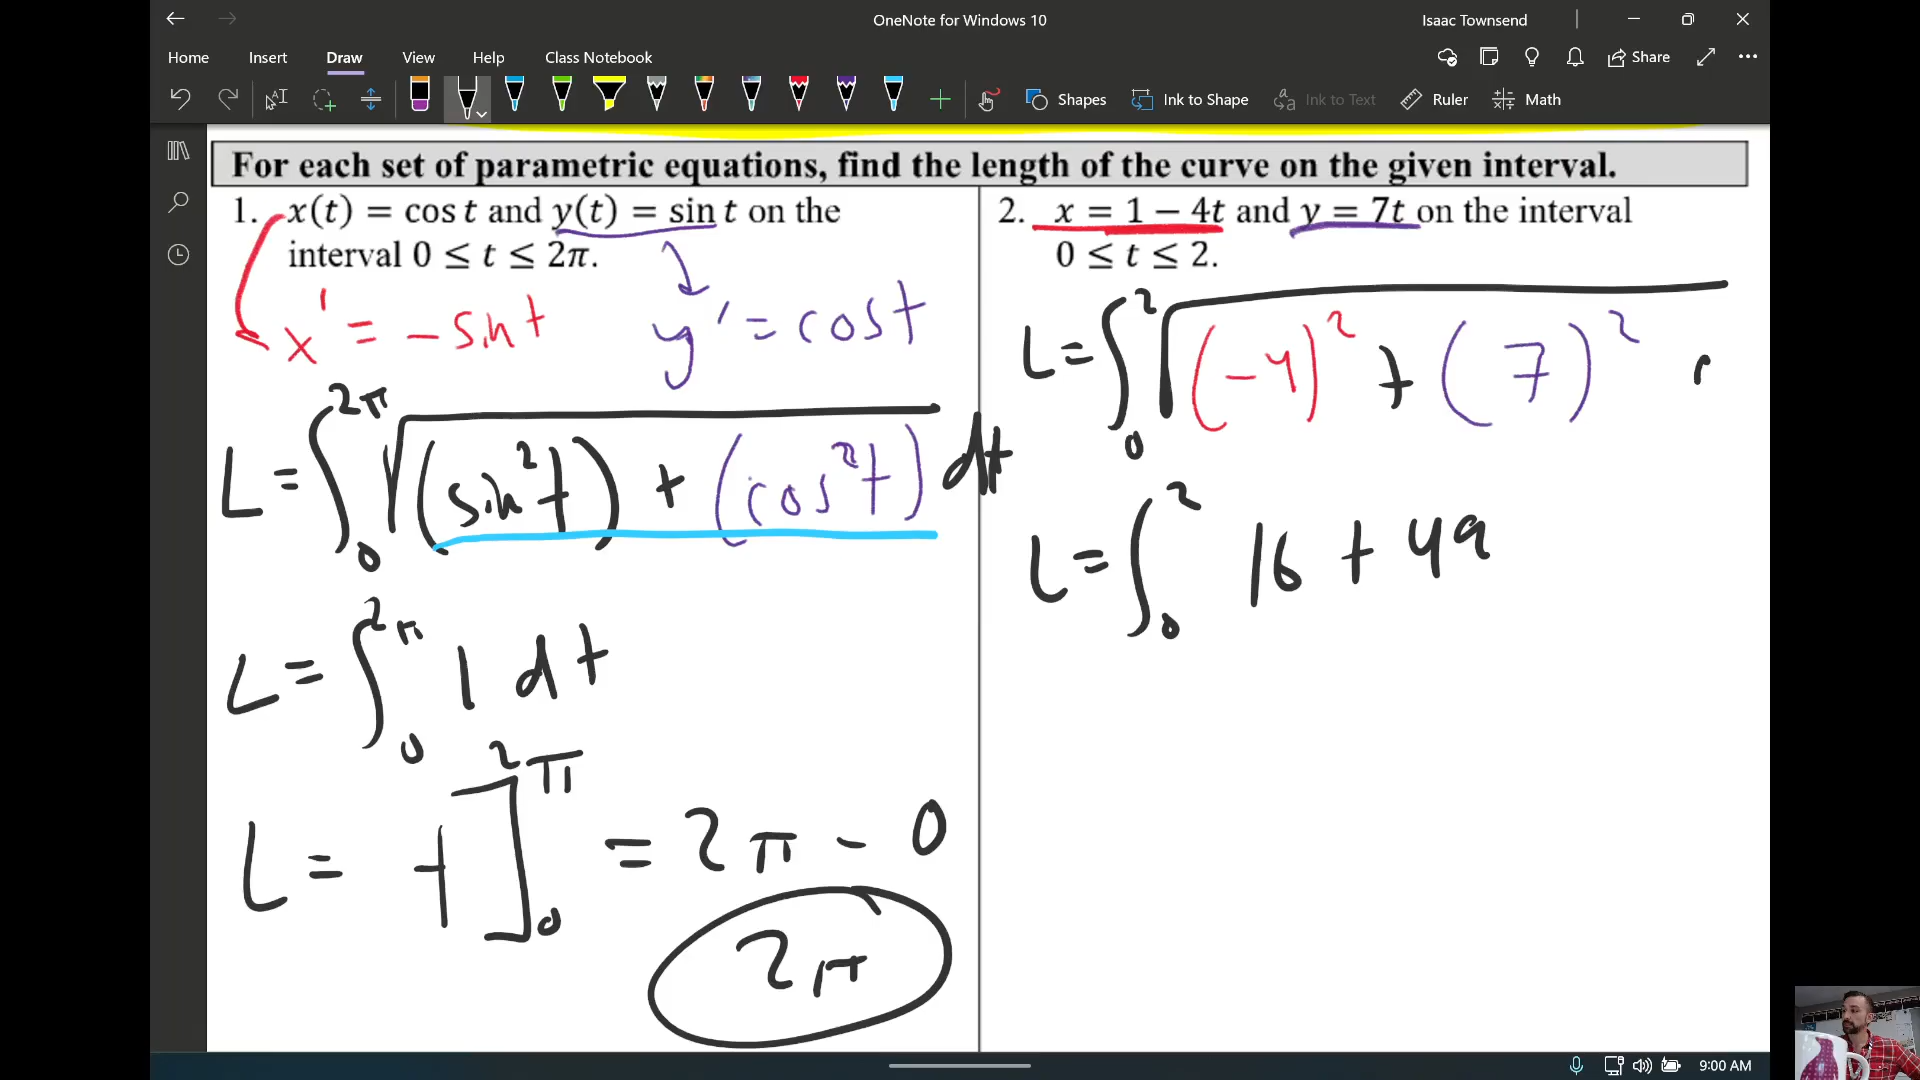 OneNote for Windows 10
Isaac Townsend
Home Insert Draw View Help Class Notebook
Share
Shapes Ink to Shape Ink to Text Ruler Math
For each set of parametric equations, find the length of the curve on the given interval.
1. x(t) = cos t and y(t) = sin t on the
interval 0 ≤ t ≤ 2π.
x' = -sin t
y' = cos t
L = ∫₀^2π √(sin²t) + (cos²t) dt
L = ∫₀^2π 1 dt
L = t]₀^2π = 2π - 0
2π
2. x = 1 − 4t and y = 7t on the interval
0 ≤ t ≤ 2.
L = ∫₀² √(-4)² + (7)²
L = ∫₀² 16 + 49
9:00 AM